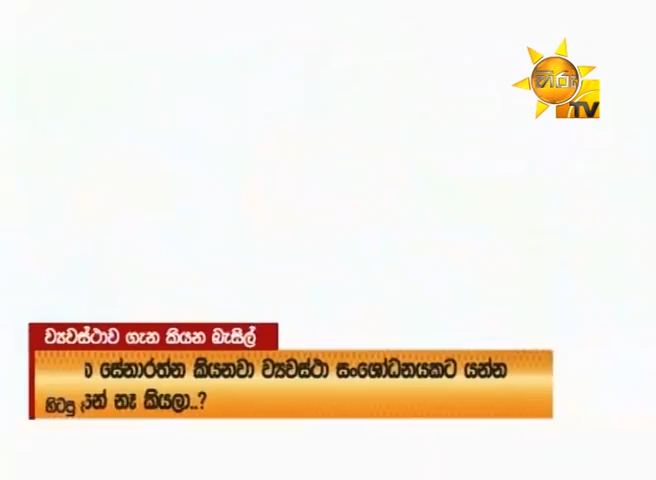 හිරු
TV
ව්‍යවස්ථාව ගැන කියන බැසිල්
සේනාරත්න කියනවා ව්‍යවස්ථා සංශෝධනයකට යන්න
හිටපු
නෑ කියලා..?